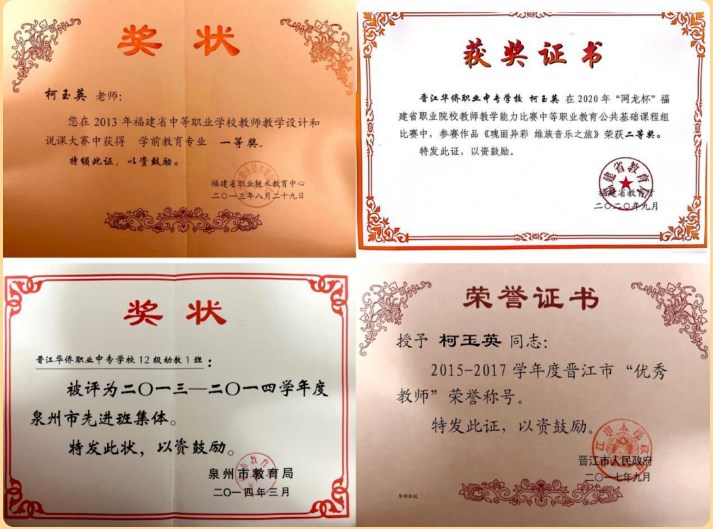 奖状
柯玉英 老师：
您在2013年福建省中等职业学校教师教学设计和
说课大赛中获得 学前教育专业 一等奖。
特颁此证，以资鼓励。
福建省职业技术教育中心
二〇一三年八月二十九日
获奖证书
晋江华侨职业中专学校 柯玉英 在2020年“网龙杯”福
建省职业院校教师教学能力比赛中等职业教育公共基础课程组
比赛中，参赛作品《瑰丽异彩 维族音乐之旅》荣获二等奖。
特发此证，以资鼓励。
福建省教育厅
二〇二〇年九月
奖状
晋江华侨职业中专学校12级幼教1班：
被评为二〇一三—二〇一四学年度
泉州市先进班集体。
特发此状，以资鼓励。
泉州市教育局
二〇一四年三月
荣誉证书
授予 柯玉英 同志：
2015-2017学年度晋江市“优秀
教师”荣誉称号。
特发此证，以资鼓励。
晋江市人民政府
二〇一七年九月